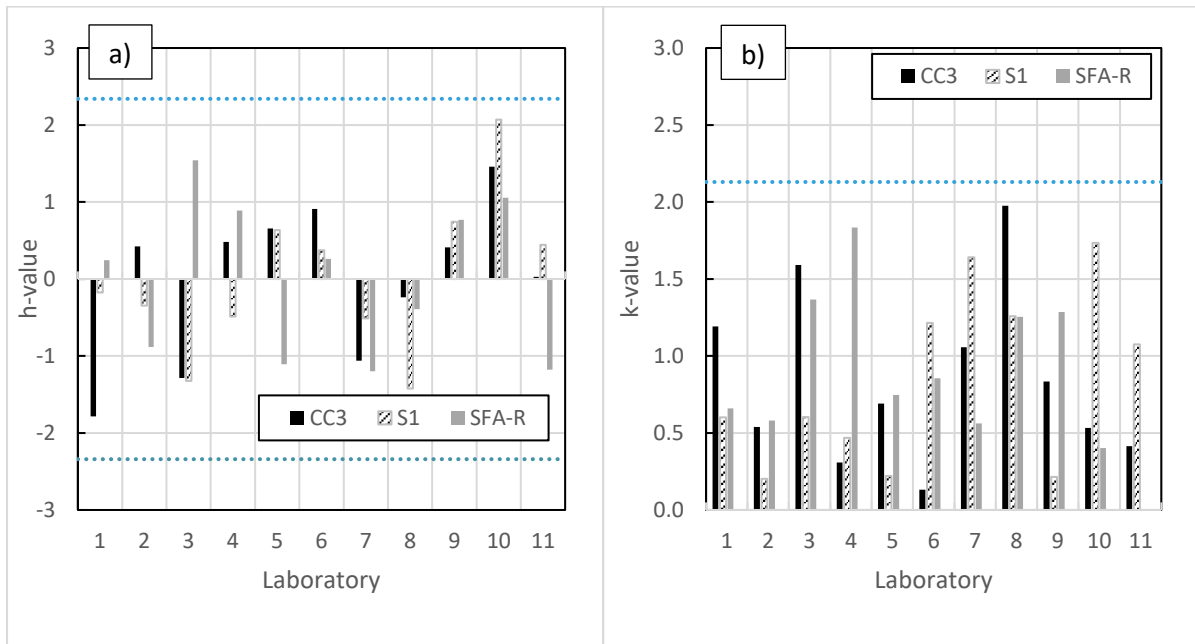 a)
3
2
1
0
-1
-2
-3
h-value
CC3 S1 SFA-R
1 2 3 4 5 6 7 8 9 10 11
Laboratory
b)
3.0
2.5
2.0
1.5
1.0
0.5
0.0
k-value
CC3 S1 SFA-R
1 2 3 4 5 6 7 8 9 10 11
Laboratory